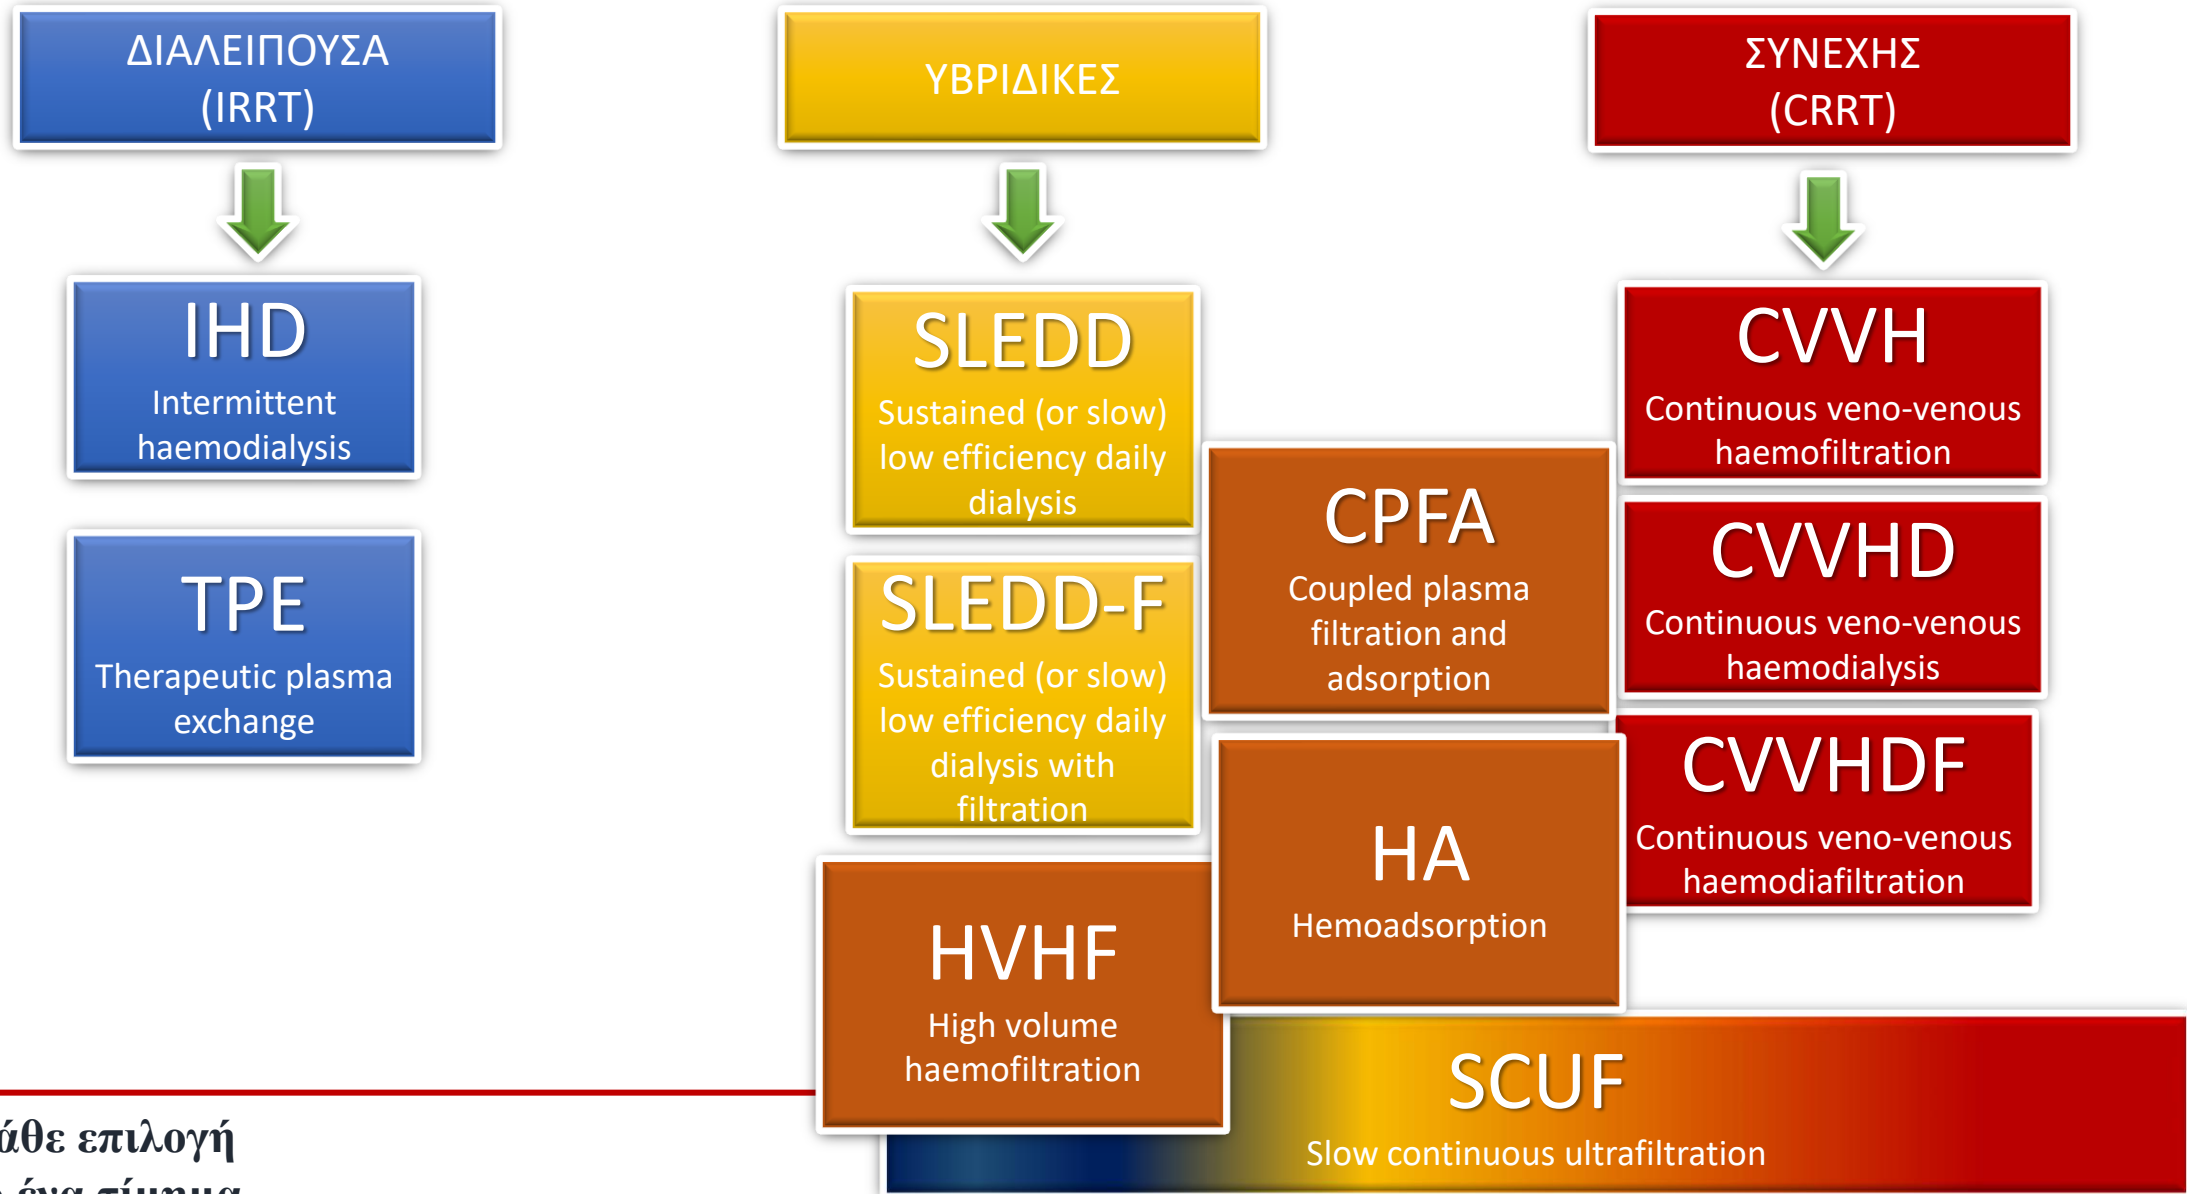 ΔΙΑΛΕΙΠΟΥΣΑ
(IRRT)
ΥΒΡΙΔΙΚΕΣ
ΣΥΝΕΧΗΣ
(CRRT)
IHD
Intermittent
haemodialysis
TPE
Therapeutic plasma
exchange
SLEDD
Sustained (or slow)
low efficiency daily
dialysis
SLEDD-F
Sustained (or slow)
low efficiency daily
dialysis with
filtration
HVHF
High volume
haemofiltration
CPFA
Coupled plasma
filtration and
adsorption
HA
Hemoadsorption
CVVH
Continuous veno-venous
haemofiltration
CVVHD
Continuous veno-venous
haemodialysis
CVVHDF
Continuous veno-venous
haemodiafiltration
SCUF
Slow continuous ultrafiltration
άθε επιλογή
ένα τίμημα